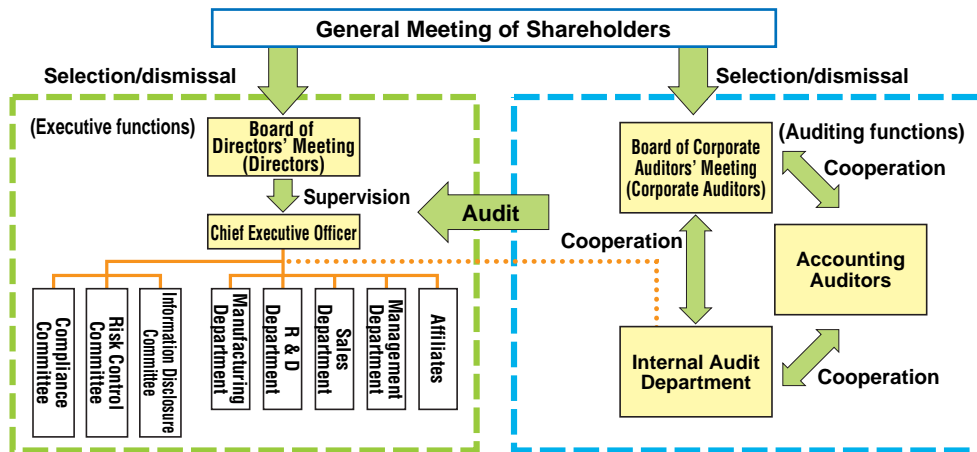 General Meeting of Shareholders
Selection/dismissal
Selection/dismissal
(Executive functions)
Board of
Directors' Meeting
(Directors)
Supervision
Chief Executive Officer
Compliance
Committee
Risk Control
Committee
Information Disclosure
Committee
Manufacturing
Department
R & D
Department
Sales
Department
Management
Department
Affiliates
Audit
(Auditing functions)
Board of Corporate
Auditors' Meeting
(Corporate Auditors)
Cooperation
Cooperation
Accounting
Auditors
Internal Audit
Department
Cooperation